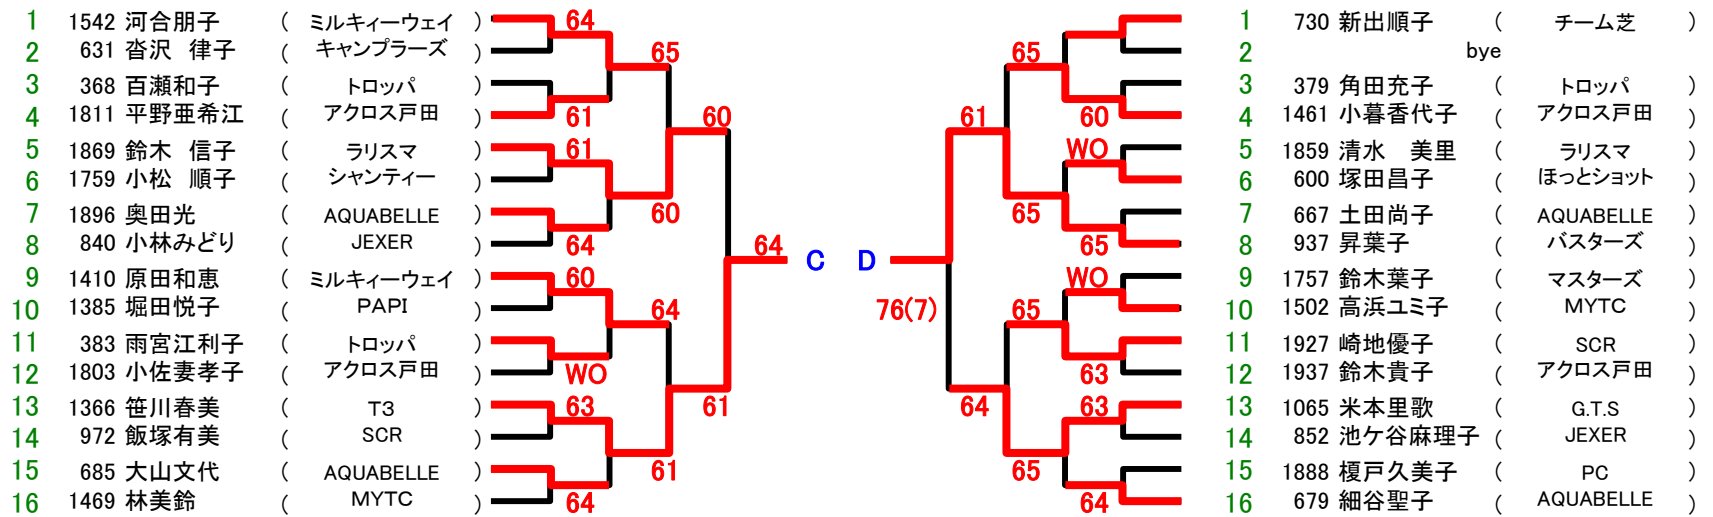 1 1542 河合朋子 ( ミルキィーウェイ ) 64
2 631 沓沢　律子 ( キャンプラーズ )
65
3 368 百瀬和子 ( トロッパ )
4 1811 平野亜希江 ( アクロス戸田 ) 61
60
5 1869 鈴木　信子 ( ラリスマ ) 61
6 1759 小松　順子 ( シャンティー )
60
7 1896 奥田光 ( AQUABELLE )
8 840 小林みどり ( JEXER ) 64
64 C
9 1410 原田和恵 ( ミルキィーウェイ ) 60
10 1385 堀田悦子 ( PAPI )
64
11 383 雨宮江利子 ( トロッパ )
12 1803 小佐妻孝子 ( アクロス戸田 ) WO
61
13 1366 笹川春美 ( T3 ) 63
14 972 飯塚有美 ( SCR )
61
15 685 大山文代 ( AQUABELLE )
16 1469 林美鈴 ( MYTC ) 64
1 730 新出順子 ( チーム芝 )
2 bye
65
3 379 角田充子 ( トロッパ )
60 4 1461 小暮香代子 ( アクロス戸田 )
61
WO 5 1859 清水　美里 ( ラリスマ )
6 600 塚田昌子 ( ほっとショット )
65
7 667 土田尚子 ( AQUABELLE )
65 8 937 昇葉子 ( バスターズ )
D
76(7)
WO 9 1757 鈴木葉子 ( マスターズ )
10 1502 高浜ユミ子 ( MYTC )
65
11 1927 崎地優子 ( SCR )
63 12 1937 鈴木貴子 ( アクロス戸田 )
64
63 13 1065 米本里歌 ( G.T.S )
14 852 池ケ谷麻理子 ( JEXER )
65
15 1888 榎戸久美子 ( PC )
64 16 679 細谷聖子 ( AQUABELLE )